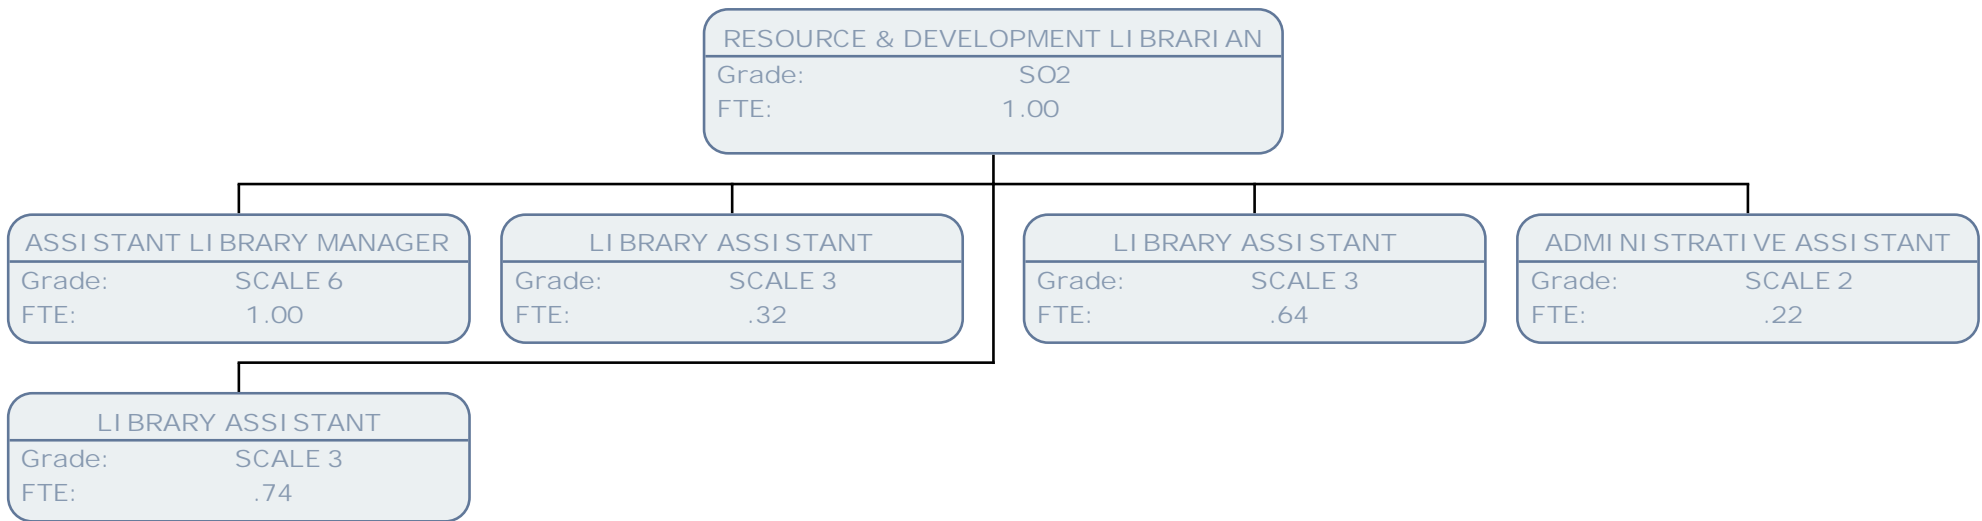 RESOURCE & DEVELOPMENT LIBRARIAN
Grade: SO2
FTE: 1.00
ASSISTANT LIBRARY MANAGER
Grade: SCALE 6
FTE: 1.00
LIBRARY ASSISTANT
Grade: SCALE 3
FTE: .32
LIBRARY ASSISTANT
Grade: SCALE 3
FTE: .64
ADMINISTRATIVE ASSISTANT
Grade: SCALE 2
FTE: .22
LIBRARY ASSISTANT
Grade: SCALE 3
FTE: .74